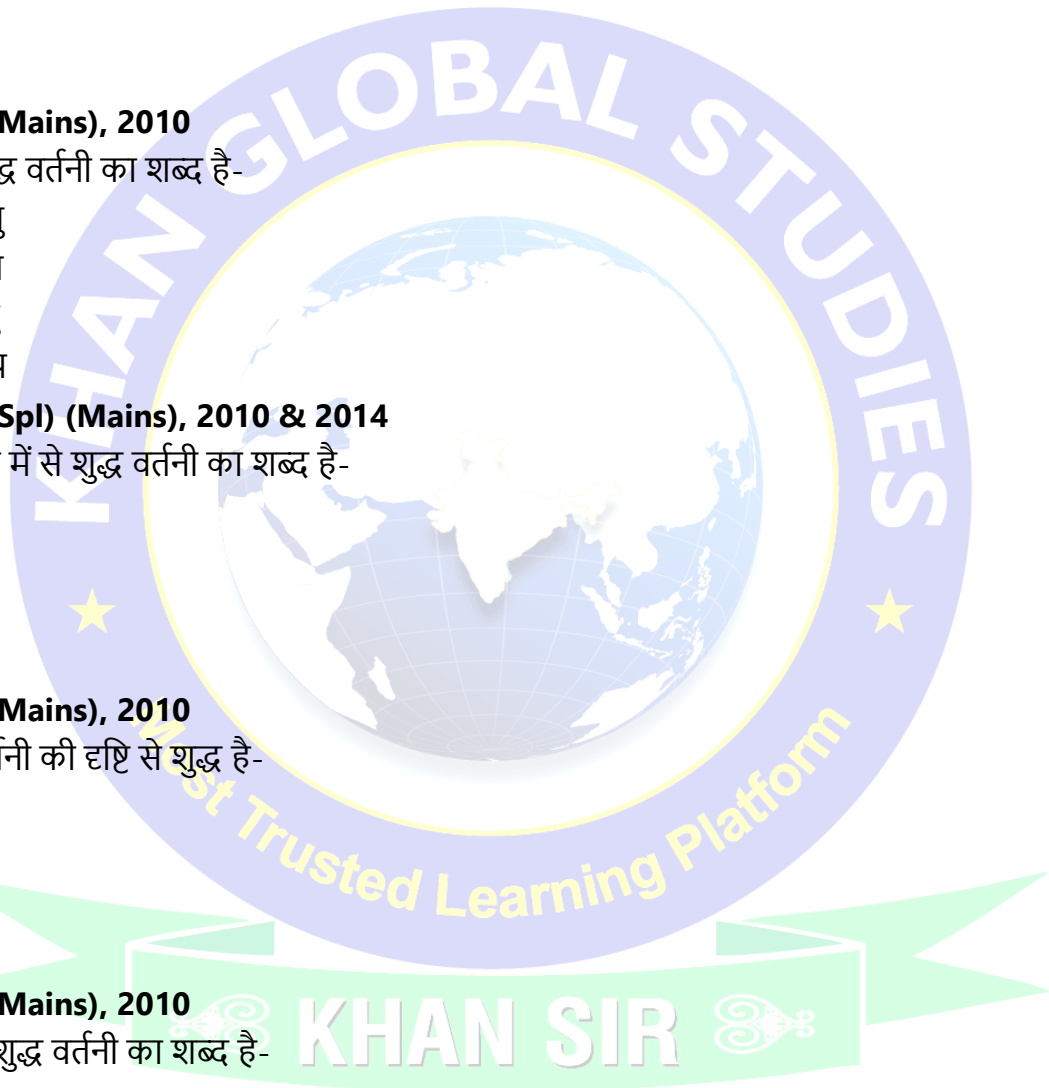 KHAN GLOBAL STUDIES
Mains), 2010
द्ध वर्तनी का शब्द है-
Spl) (Mains), 2010 & 2014
में से शुद्ध वर्तनी का शब्द है-
Mains), 2010
र्तनी की दृष्टि से शुद्ध है-
Most Trusted Learning Platform
Mains), 2010
शुद्ध वर्तनी का शब्द है-
KHAN SIR